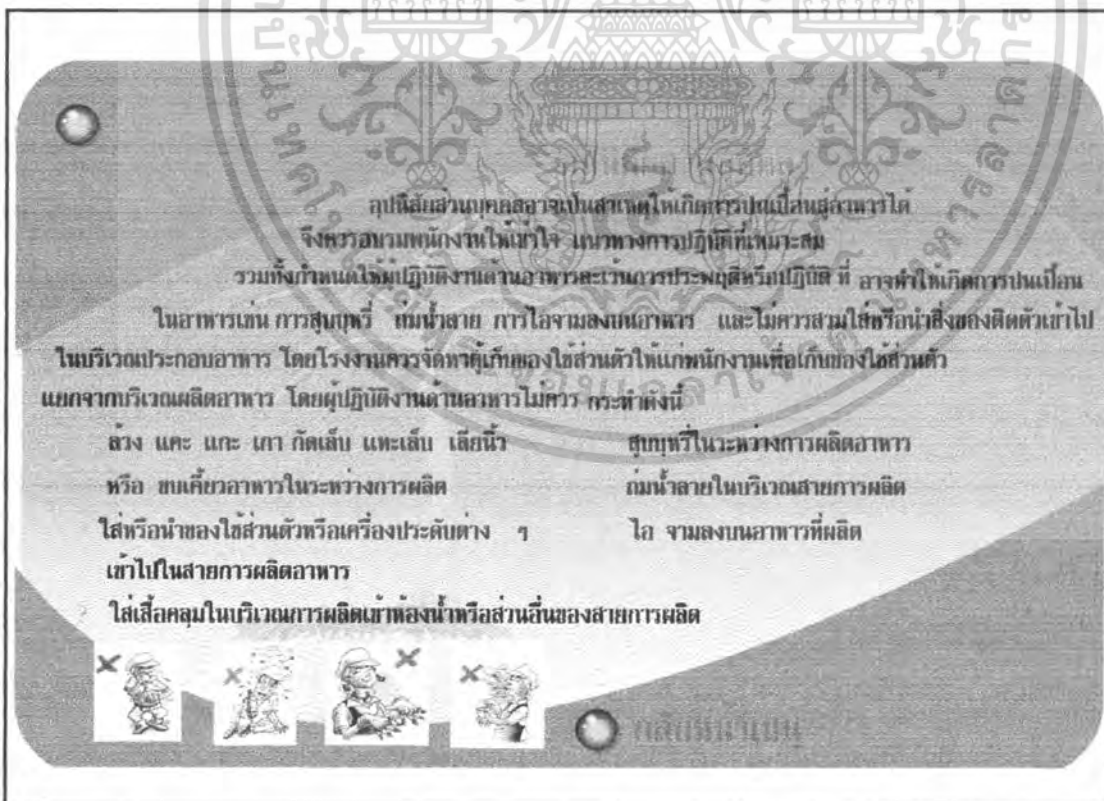 อุปนิสัยส่วนบุคคลอาจเป็นสาเหตุให้เกิดการปนเปื้อนสู่อาหารได้
จึงควรอบรมพนักงานให้เข้าใจ แนวทางการปฏิบัติที่เหมาะสม
รวมทั้งกำหนดให้ผู้ปฏิบัติงานด้านอาหารละเว้นการประพฤติหรือปฏิบัติ ที่ อาจทำให้เกิดการปนเปื้อน
ในอาหารเช่น การสูบบุหรี่ ถ่มน้ำลาย การไอจามลงบนอาหาร และไม่ควรสวมใส่หรือนำสิ่งของติดตัวเข้าไป
ในบริเวณประกอบอาหาร โดยโรงงานควรจัดหาตู้เก็บของใช้ส่วนตัวให้แก่พนักงานเพื่อเก็บของใช้ส่วนตัว
แยกจากบริเวณผลิตอาหาร โดยผู้ปฏิบัติงานด้านอาหารไม่ควร กระทำดังนี้
ล้วง แคะ แกะ เกา กัดเล็บ แทะเล็บ เลียนิ้ว สูบบุหรี่ในระหว่างการผลิตอาหาร
หรือ ขบเคี้ยวอาหารในระหว่างการผลิต ถ่มน้ำลายในบริเวณสายการผลิต
ใส่หรือนำของใช้ส่วนตัวหรือเครื่องประดับต่าง ๆ ไอ จามลงบนอาหารที่ผลิต
เข้าไปในสายการผลิตอาหาร
ใส่เสื้อคลุมในบริเวณการผลิตเข้าห้องน้ำหรือส่วนอื่นของสายการผลิต
กลับหน้าเมนู